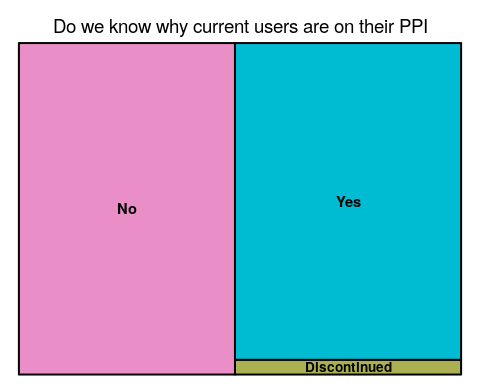 Do we know why current users are on their PPI
No
Yes
Discontinued